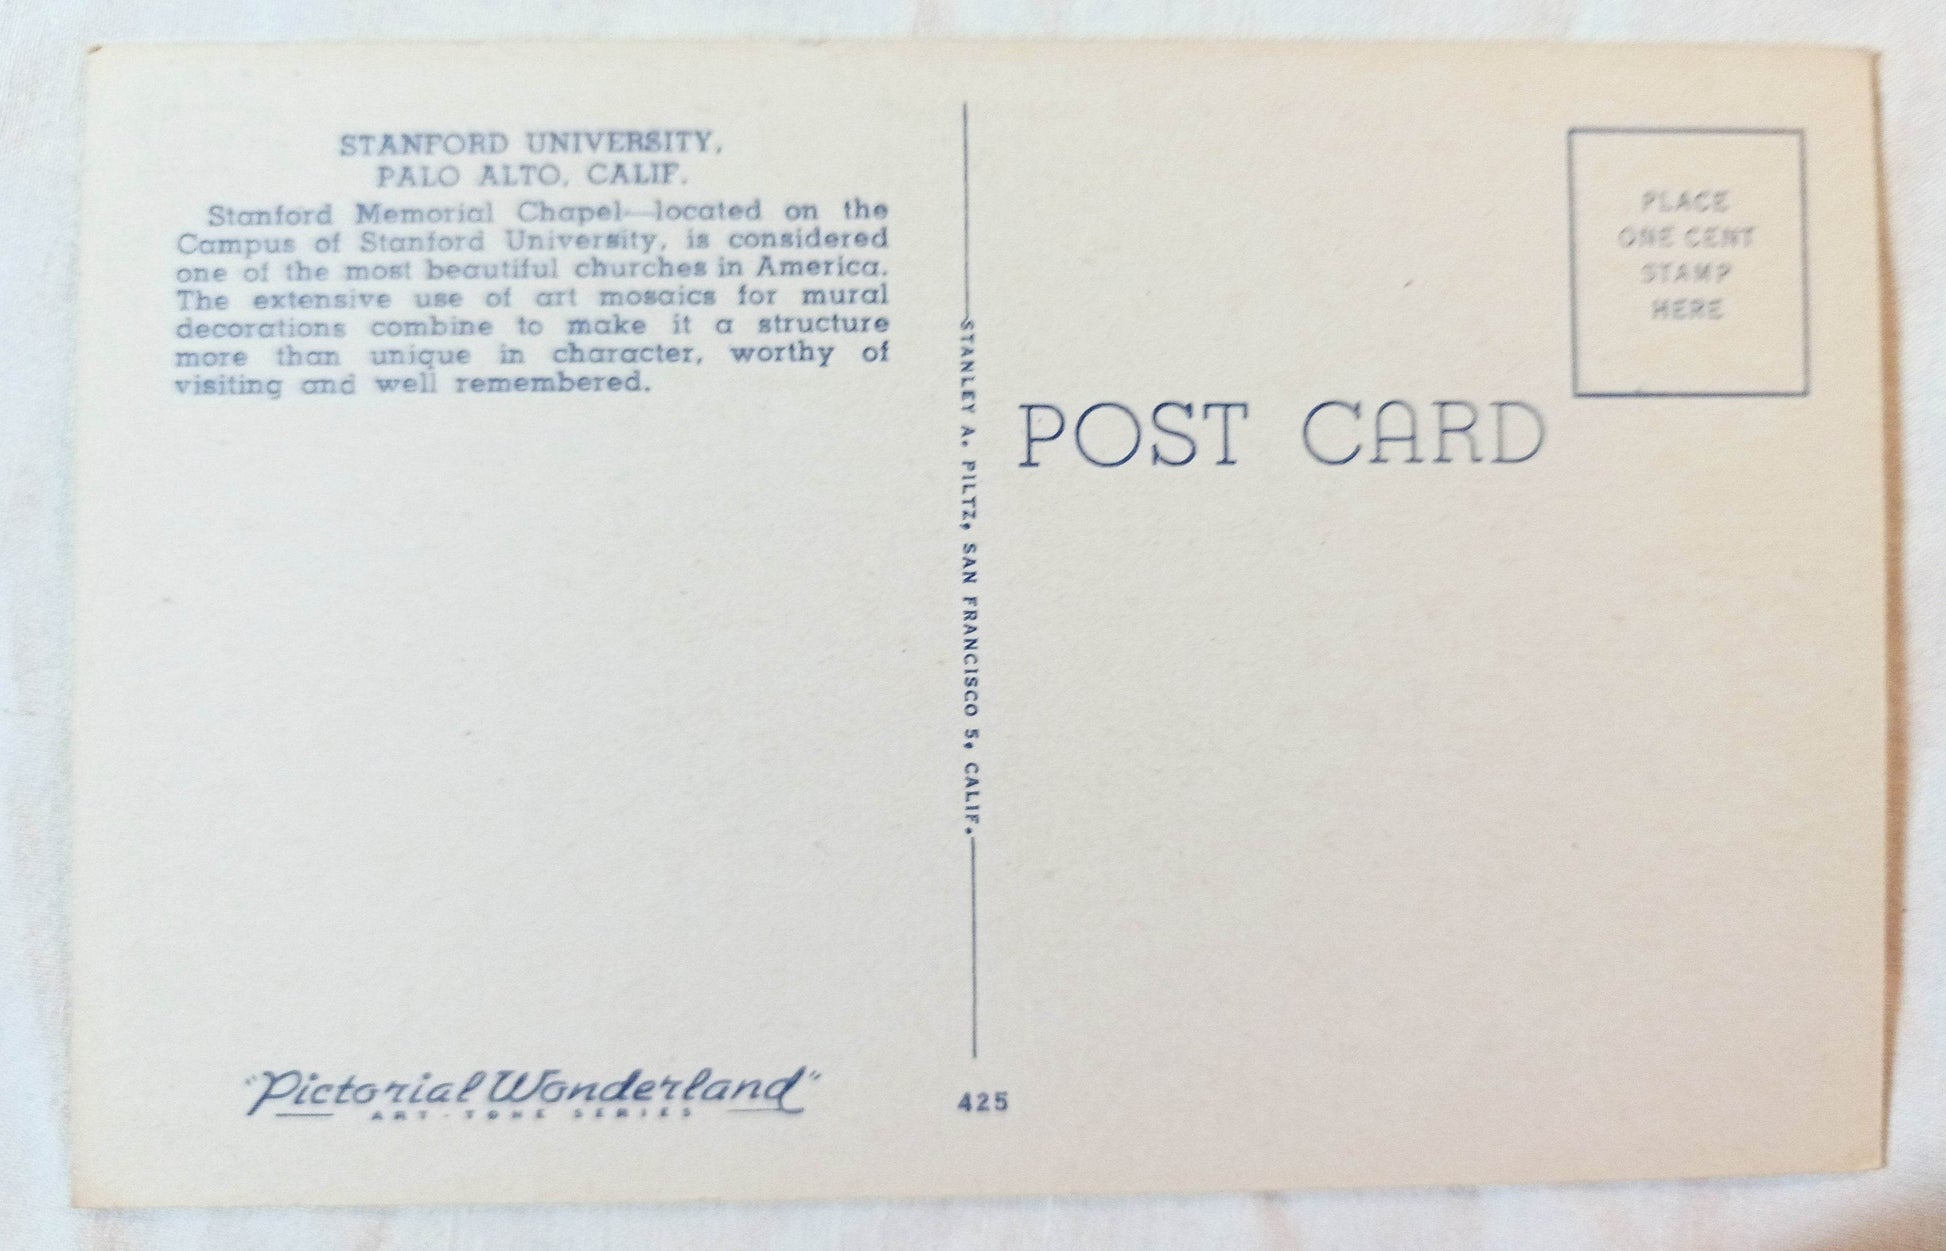 STANFORD UNIVERSITY,
PALO ALTO, CALIF.
Stanford Memorial Chapel—located on the
Campus of Stanford University, is considered
one of the most beautiful churches in America.
The extensive use of art mosaics for mural
decorations combine to make it a structure
more than unique in character, worthy of
visiting and well remembered.
"Pictorial Wonderland"
ART-TONE SERIES
STANLEY A. PILTZ, SAN FRANCISCO 5, CALIF.
425
POST CARD
PLACE
ONE CENT
STAMP
HERE